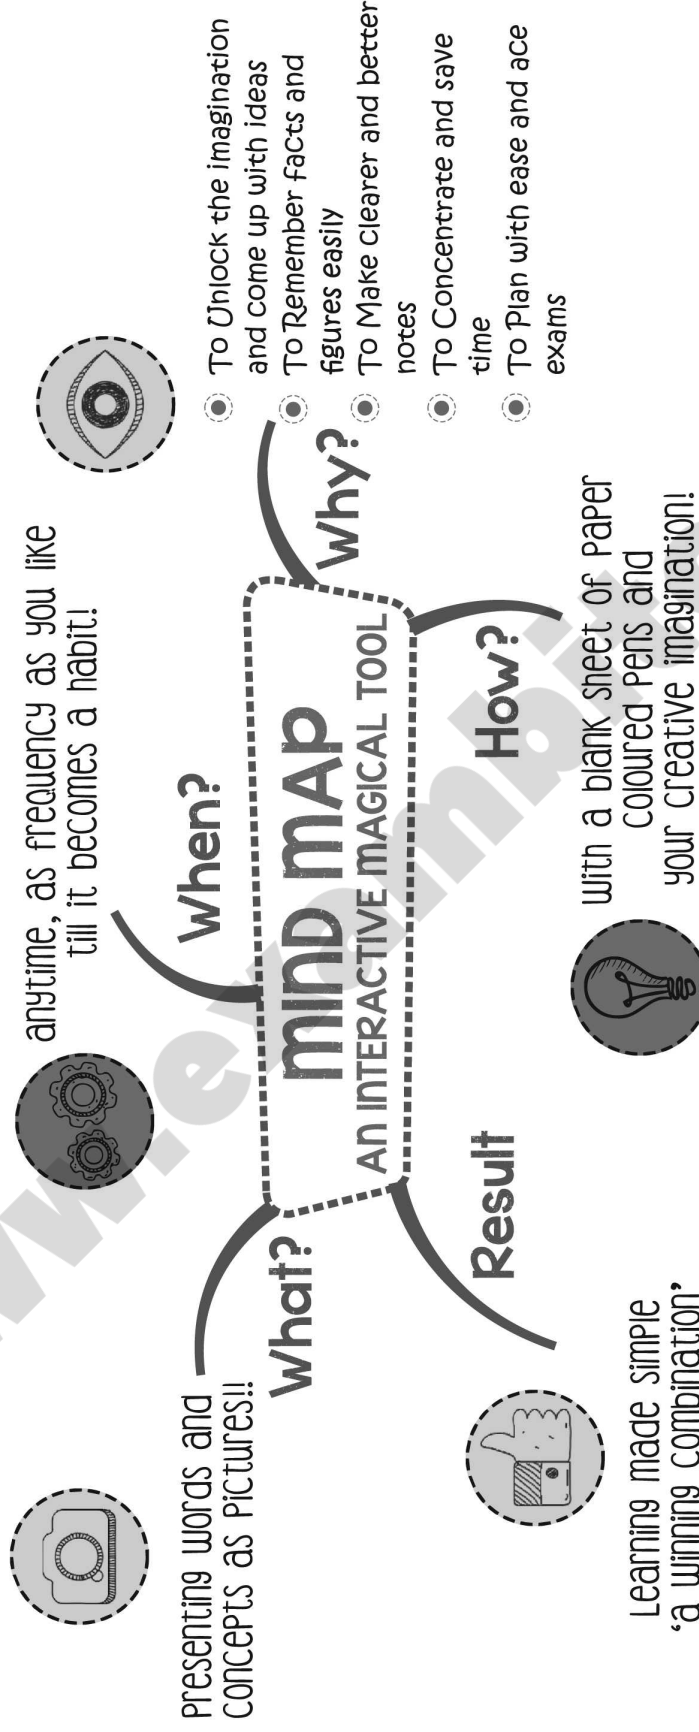 MIND MAP
AN INTERACTIVE MAGICAL TOOL
What?
Presenting words and
concepts as pictures!!
When?
anytime, as frequency as you like
till it becomes a habit!
Why?
To Unlock the imagination
and come up with ideas
To Remember facts and
figures easily
To Make clearer and better
notes
To Concentrate and save
time
To Plan with ease and ace
exams
How?
With a blank sheet of paper
Coloured pens and
your creative imagination!
Result
Learning made simple
'a winning combination'